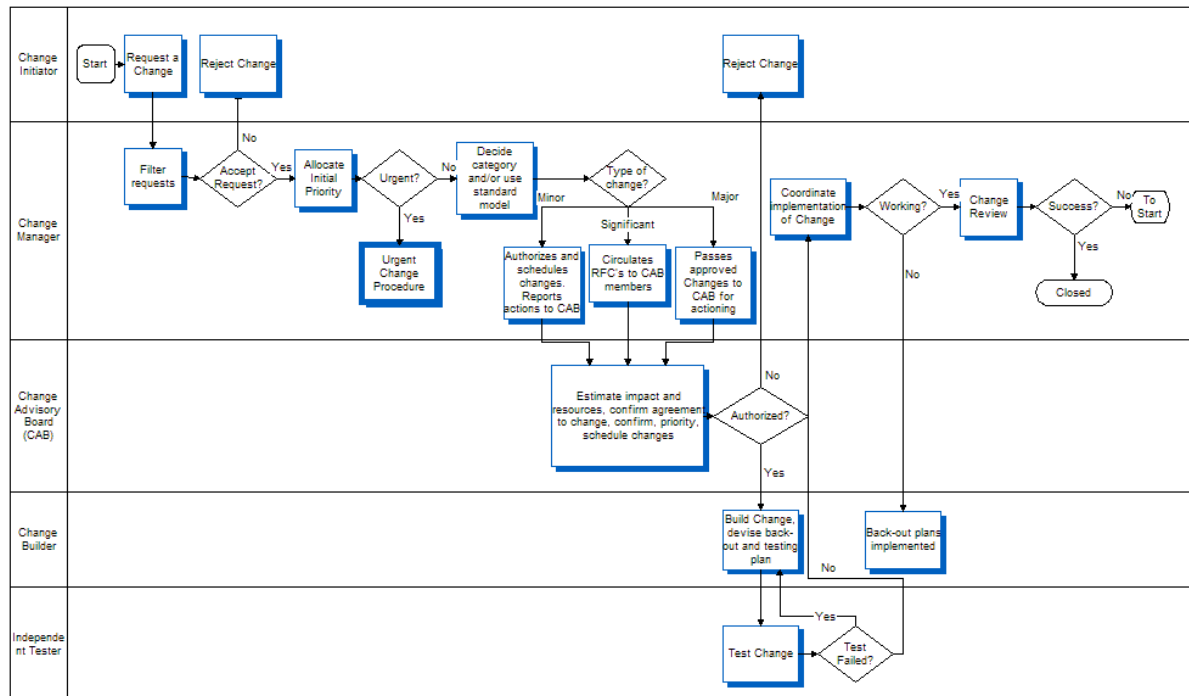 Change
Initiator
Start
Request a
Change
Reject Change
Reject Change
Change
Manager
Filter
requests
Accept
Request?
No
Yes
Allocate
Initial
Priority
Urgent?
No
Yes
Urgent
Change
Procedure
Decide
category
and/or use
standard
model
Type of
change?
Minor
Significant
Major
Authorizes and
schedules
changes.
Reports
actions to CAB
Circulates
RFC's to CAB
members
Passes
approved
Changes to
CAB for
actioning
Coordinate
implementation
of Change
Working?
Yes
No
Change
Review
Success?
No
To
Start
Yes
Closed
Change
Advisory
Board
(CAB)
Estimate impact and
resources, confirm agreement
to change, confirm, priority,
schedule changes
No
Authorized?
Yes
Change
Builder
Build Change,
devise back-
out and testing
plan
Back-out plans
implemented
No
Independe
nt Tester
Test Change
Yes
Test
Failed?